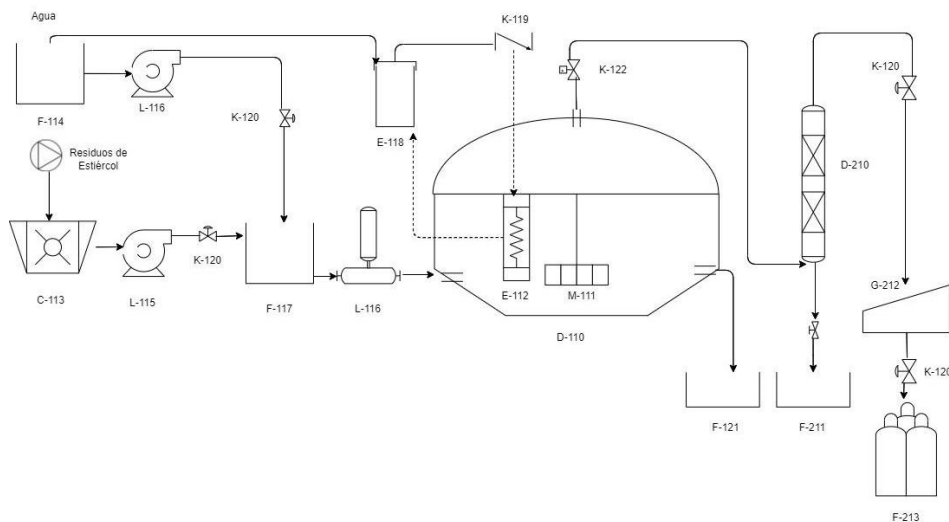 Agua
F-114
L-116
K-120
Residuos de
Estiércol
C-113
L-115
K-120
F-117
L-116
E-118
K-119
K-122
E-112
M-111
D-110
F-121
D-210
F-211
K-120
G-212
K-120
F-213